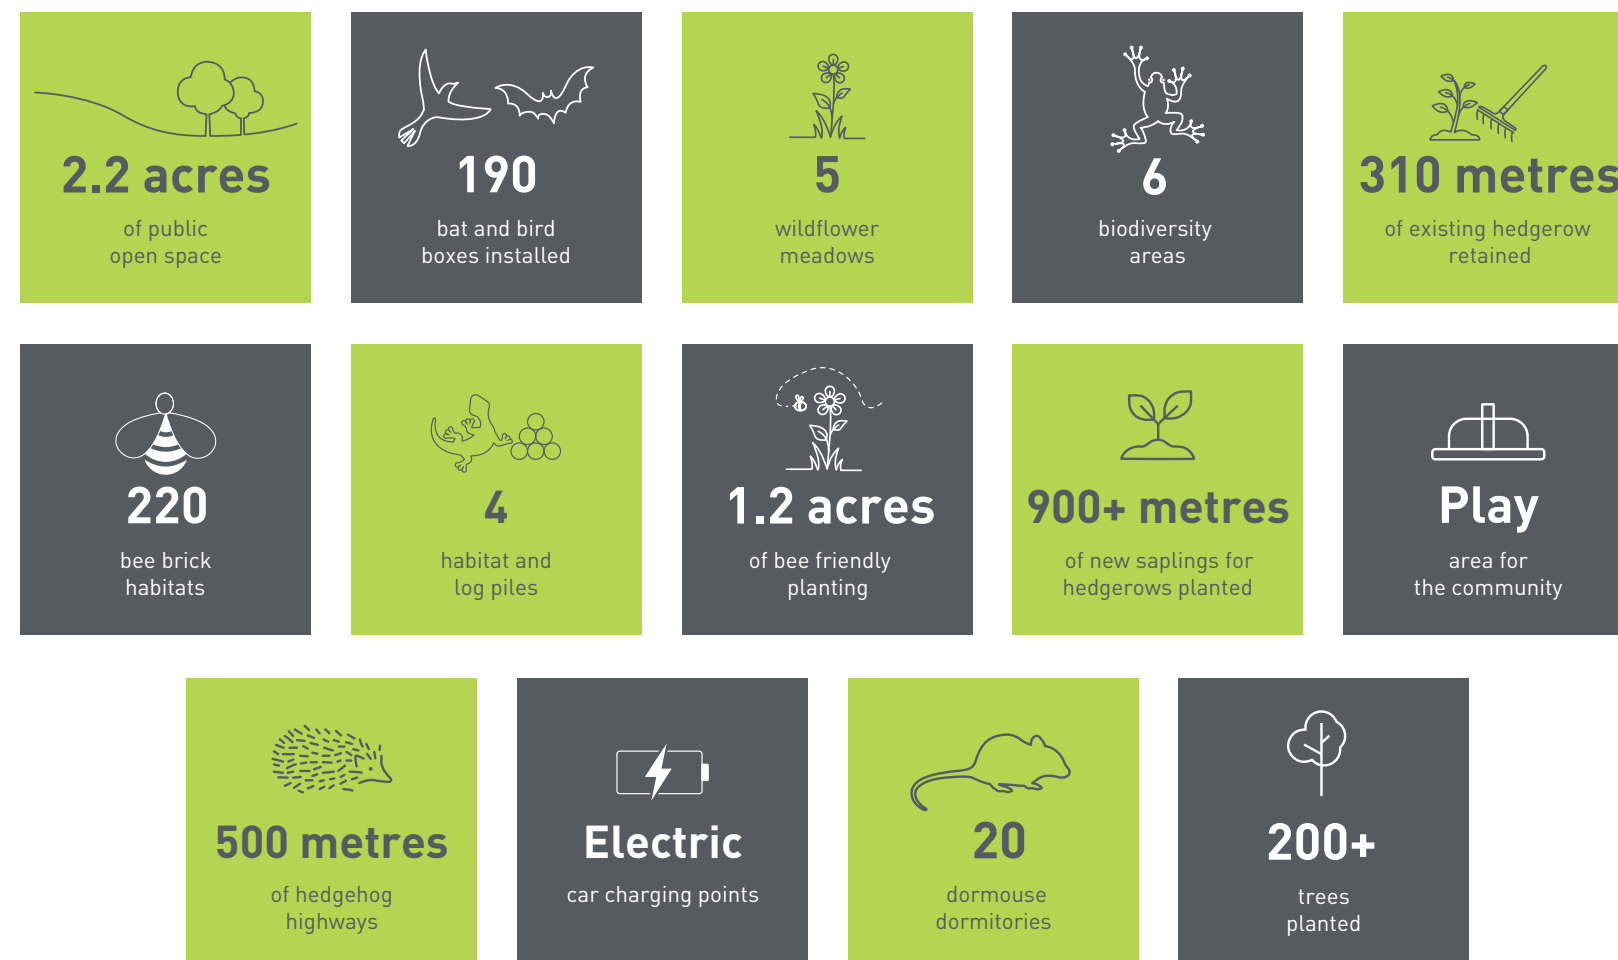 2.2 acres
of public
open space
190
bat and bird
boxes installed
5
wildflower
meadows
6
biodiversity
areas
310 metres
of existing hedgerow
retained
220
bee brick
habitats
4
habitat and
log piles
1.2 acres
of bee friendly
planting
900+ metres
of new saplings for
hedgerows planted
Play
area for
the community
500 metres
of hedgehog
highways
Electric
car charging points
20
dormouse
dormitories
200+
trees
planted